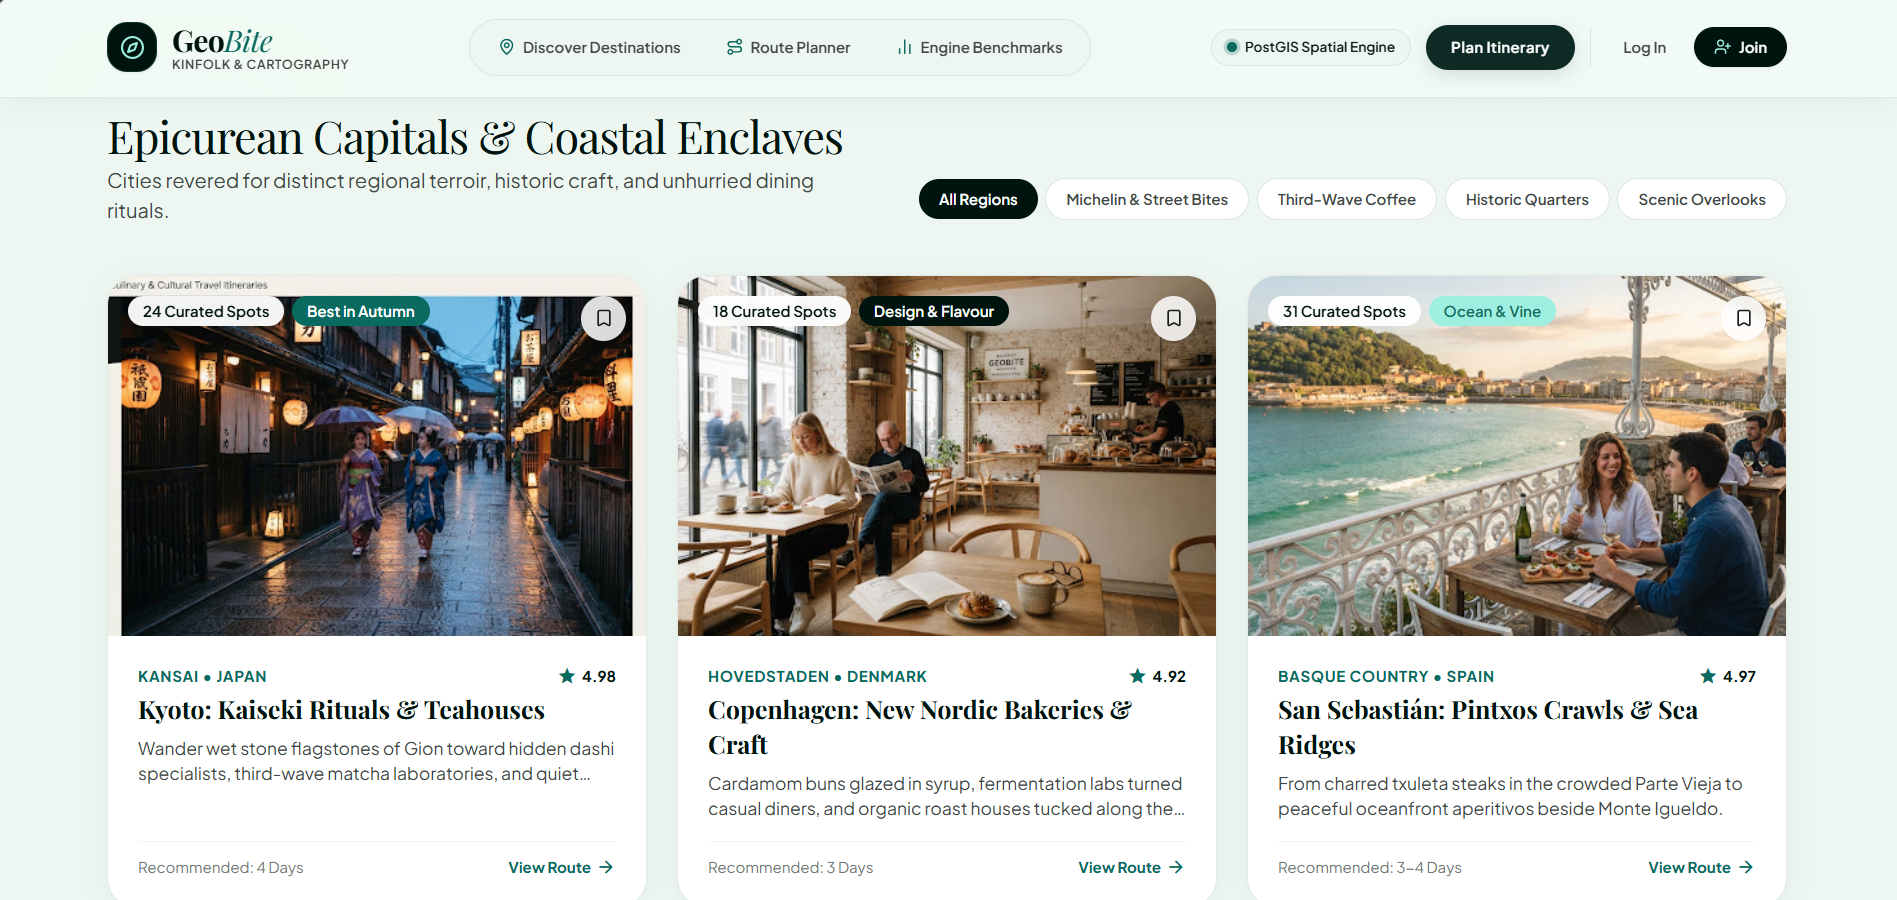 GeoBite
KINFOLK & CARTOGRAPHY
Discover Destinations
Route Planner
Engine Benchmarks
PostGIS Spatial Engine
Plan Itinerary
Log In
Join
Epicurean Capitals & Coastal Enclaves
Cities revered for distinct regional terroir, historic craft, and unhurried dining
rituals.
All Regions
Michelin & Street Bites
Third-Wave Coffee
Historic Quarters
Scenic Overlooks
& Cultural Travel Itineraries
24 Curated Spots
Best in Autumn
祇園
お茶屋
料理
KANSAI • JAPAN
4.98
Kyoto: Kaiseki Rituals & Teahouses
Wander wet stone flagstones of Gion toward hidden dashi
specialists, third-wave matcha laboratories, and quiet...
Recommended: 4 Days
View Route
18 Curated Spots
Design & Flavour
GEOBITE
HOVEDSTADEN • DENMARK
4.92
Copenhagen: New Nordic Bakeries &
Craft
Cardamom buns glazed in syrup, fermentation labs turned
casual diners, and organic roast houses tucked along the...
Recommended: 3 Days
View Route
31 Curated Spots
Ocean & Vine
BASQUE COUNTRY • SPAIN
4.97
San Sebastián: Pintxos Crawls & Sea
Ridges
From charred txuleta steaks in the crowded Parte Vieja to
peaceful oceanfront aperitivos beside Monte Igueldo.
Recommended: 3–4 Days
View Route